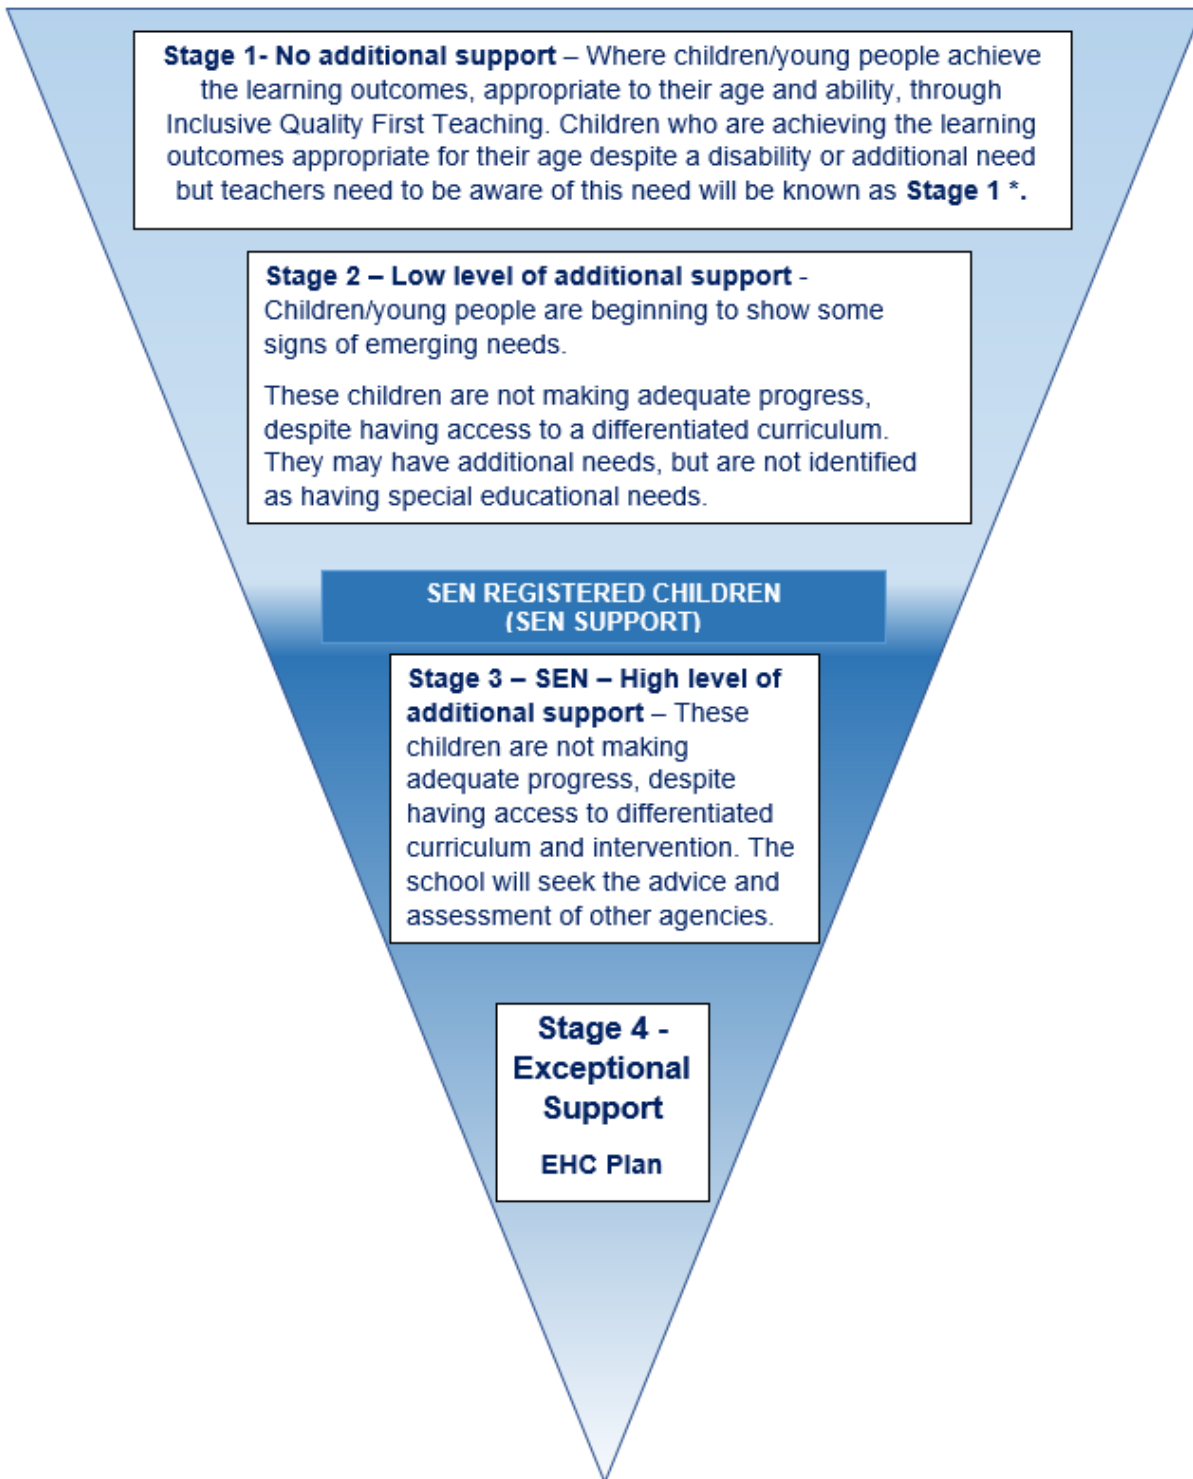 Stage 1- No additional support – Where children/young people achieve
the learning outcomes, appropriate to their age and ability, through
Inclusive Quality First Teaching. Children who are achieving the learning
outcomes appropriate for their age despite a disability or additional need
but teachers need to be aware of this need will be known as Stage 1 *.
Stage 2 – Low level of additional support -
Children/young people are beginning to show some
signs of emerging needs.
These children are not making adequate progress,
despite having access to a differentiated curriculum.
They may have additional needs, but are not identified
as having special educational needs.
SEN REGISTERED CHILDREN
(SEN SUPPORT)
Stage 3 – SEN – High level of
additional support – These
children are not making
adequate progress, despite
having access to differentiated
curriculum and intervention. The
school will seek the advice and
assessment of other agencies.
Stage 4 -
Exceptional
Support
EHC Plan